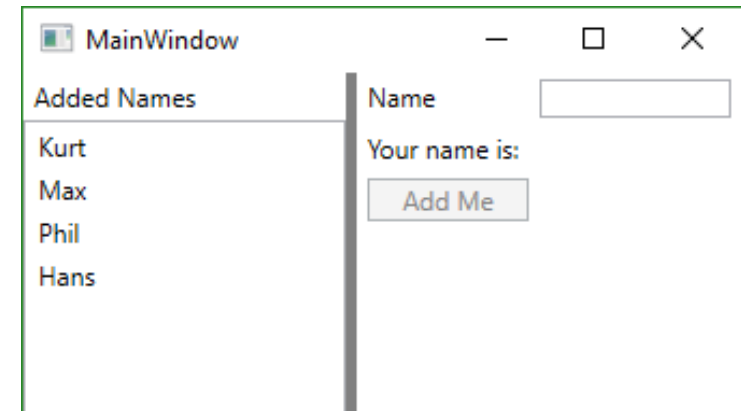 MainWindow
Added Names
Kurt
Max
Phil
Hans
Name
Your name is:
Add Me